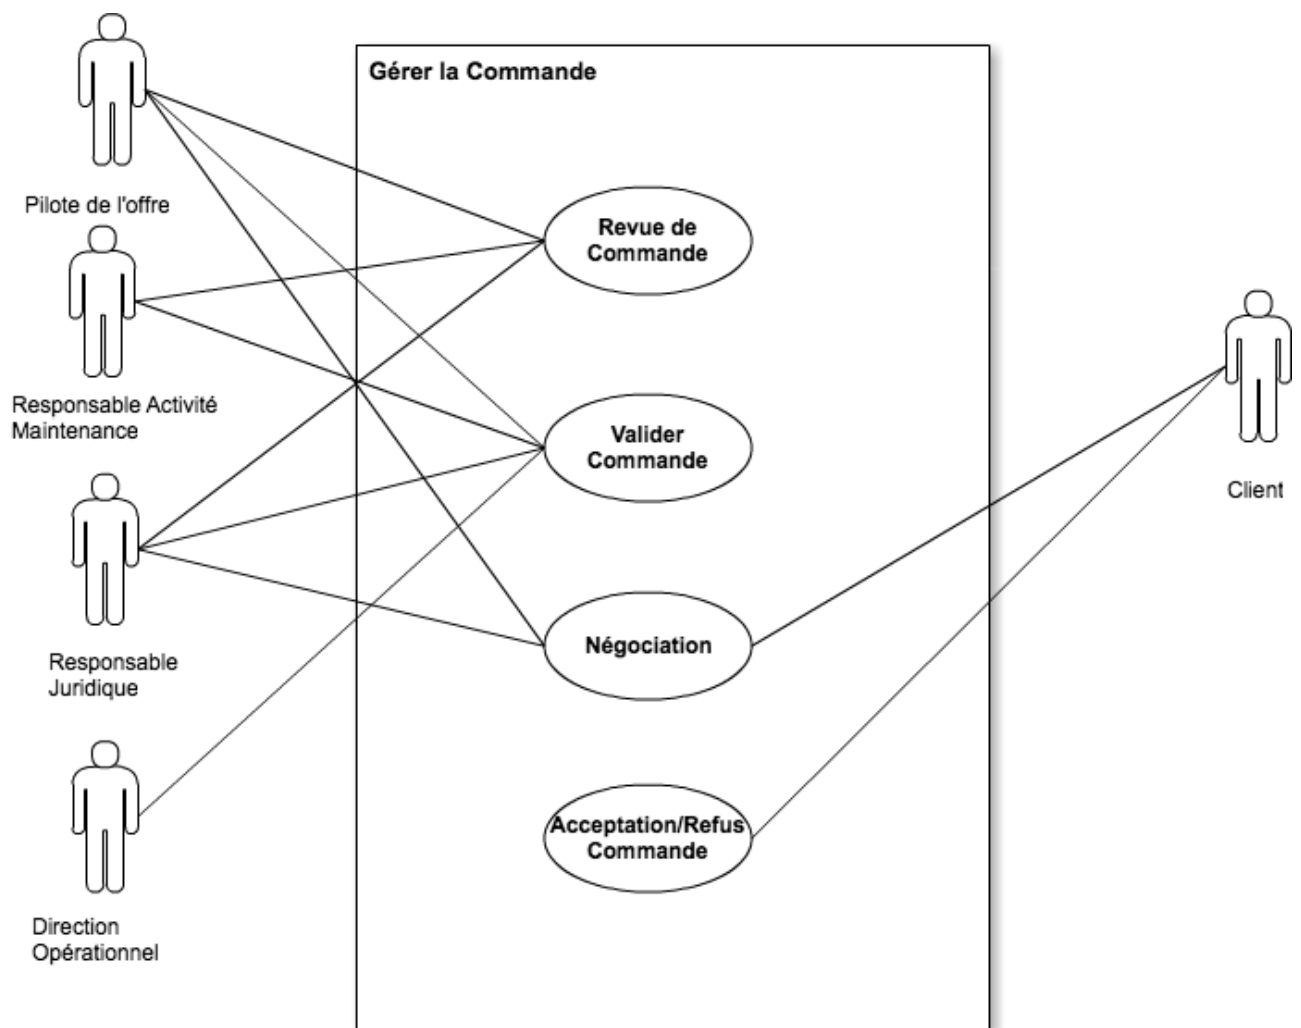 Gérer la Commande
Pilote de l'offre
Revue de
Commande
Responsable Activité
Maintenance
Valider
Commande
Client
Responsable
Juridique
Négociation
Acceptation/Refus
Commande
Direction
Opérationnel